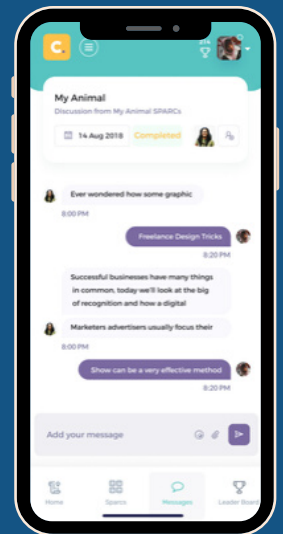 C.
My Animal
Discussion from My Animal SPARCs
14 Aug 2018 Completed
Ever wondered how some graphic
8:00 PM
Freelance Design Tricks
8:20 PM
Successful businesses have many things
in common, today we'll look at the big
of recognition and how a digital
Marketers advertisers usually focus their
8:00 PM
Show can be a very effective method
8:20 PM
Add your message
Home Sparcs Messages Leader Board